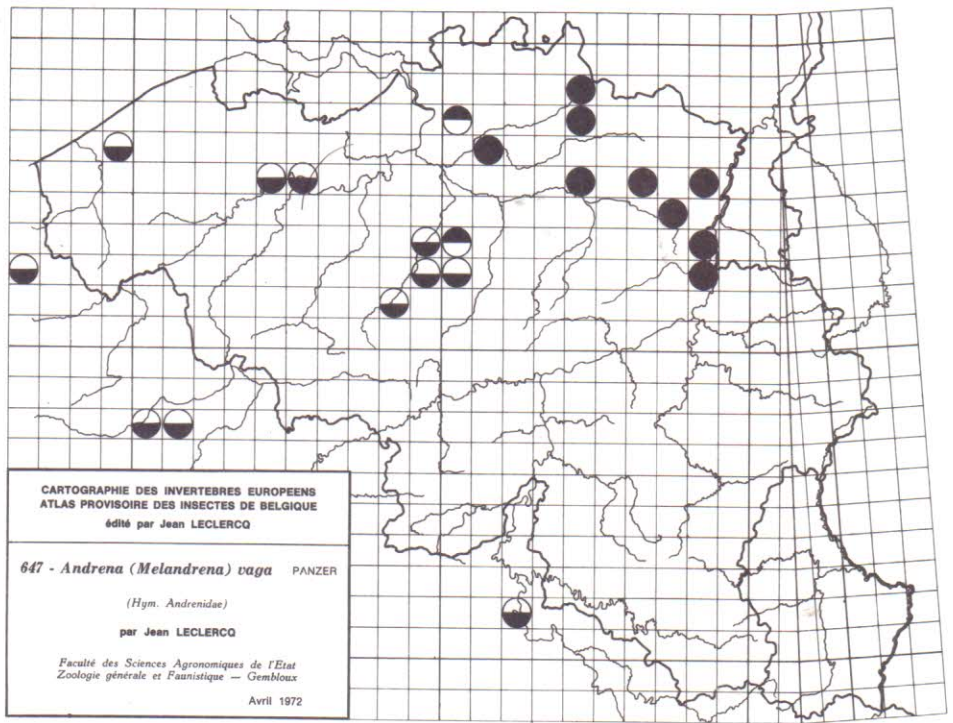 CARTOGRAPHIE DES INVERTEBRES EUROPEENS
ATLAS PROVISOIRE DES INSECTES DE BELGIQUE
édité par Jean LECLERCQ
647 - Andrena (Melandrena) vaga PANZER
(Hym. Andrenidae)
par Jean LECLERCQ
Faculté des Sciences Agronomiques de l'Etat
Zoologie générale et Faunistique — Gembloux
Avril 1972